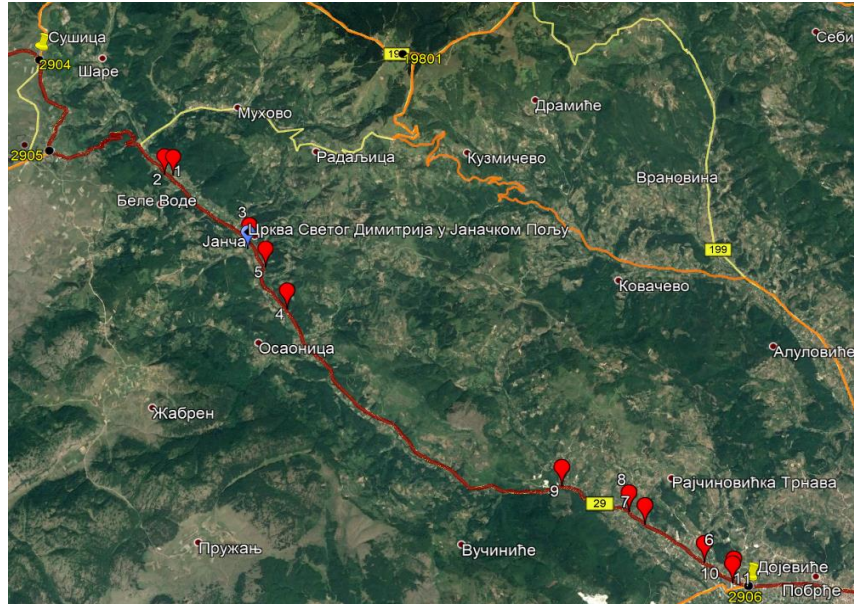 Сушица
2904
19801
Себи
Шаре
Мухово
Драмиће
2905
Радаљица
Кузмичево
2
1
Врановина
Беле Воде
3
Црква Светог Димитрија у Јаначком Пољу
Јанча
199
5
Ковачево
4
Осаоница
Алуловиће
Жабрен
9
8
Рајчиновићка Трнава
29
7
6
Пружањ
Вучиниће
10
11
Дојевиће
Побрђе
2906